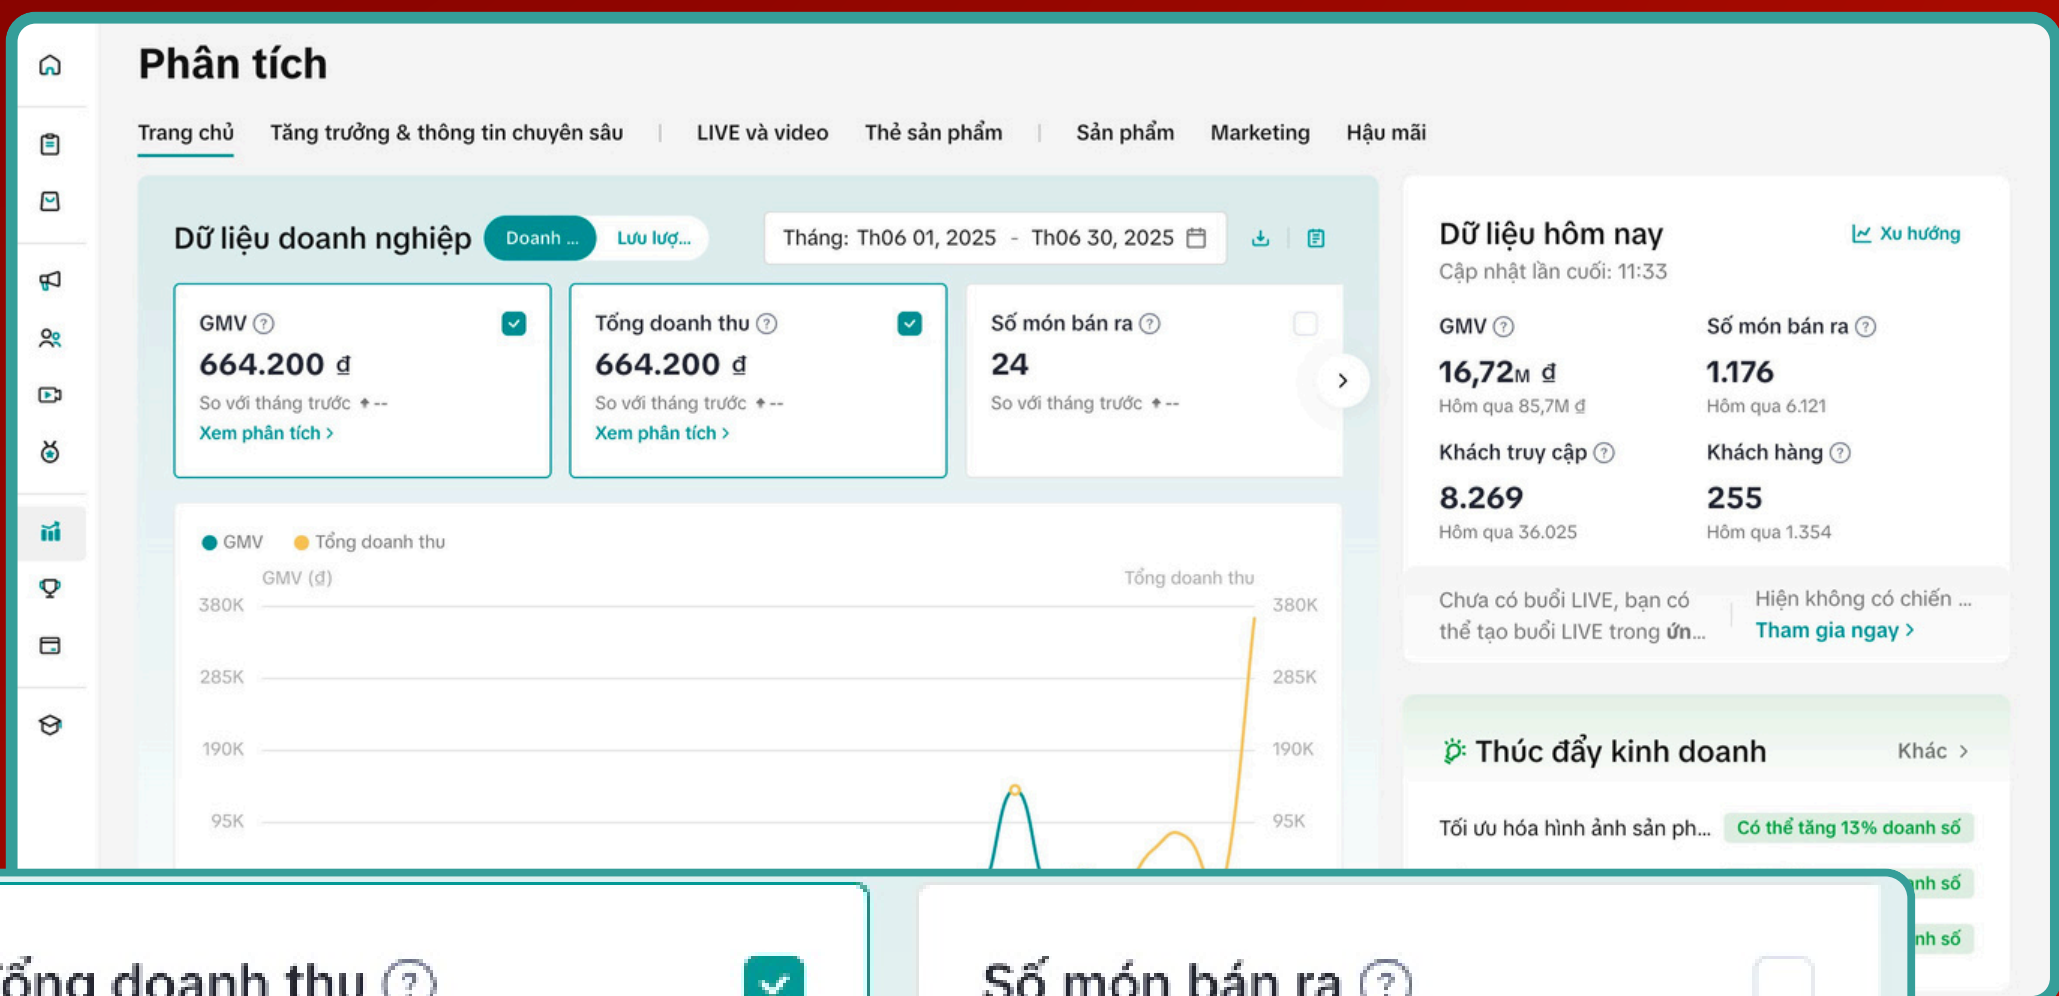 Phân tích
Trang chủ Tăng trưởng & thông tin chuyên sâu LIVE và video Thẻ sản phẩm Sản phẩm Marketing Hậu mãi
Dữ liệu doanh nghiệp Doanh ... Lưu lượ... Tháng: Th06 01, 2025 - Th06 30, 2025
GMV
664.200 ₫
So với tháng trước --
Xem phân tích >
Tổng doanh thu
664.200 ₫
So với tháng trước --
Xem phân tích >
Số món bán ra
24
So với tháng trước --
GMV Tổng doanh thu
GMV (₫) Tổng doanh thu
380K 380K
285K 285K
190K 190K
95K 95K
Dữ liệu hôm nay Xu hướng
Cập nhật lần cuối: 11:33
GMV Số món bán ra
16,72M ₫ 1.176
Hôm qua 85,7M ₫ Hôm qua 6.121
Khách truy cập Khách hàng
8.269 255
Hôm qua 36.025 Hôm qua 1.354
Chưa có buổi LIVE, bạn có
thể tạo buổi LIVE trong ứn...
Hiện không có chiến ...
Tham gia ngay >
Thúc đẩy kinh doanh Khác >
Tối ưu hóa hình ảnh sản ph... Có thể tăng 13% doanh số
nh số
nh số
ổng doanh thu Số món bán ra